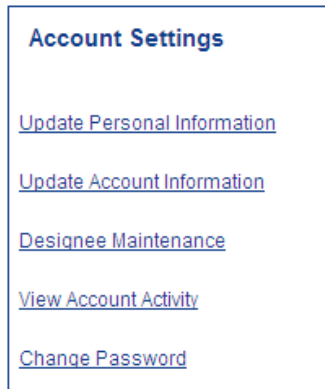 Account Settings
Update Personal Information
Update Account Information
Designee Maintenance
View Account Activity
Change Password